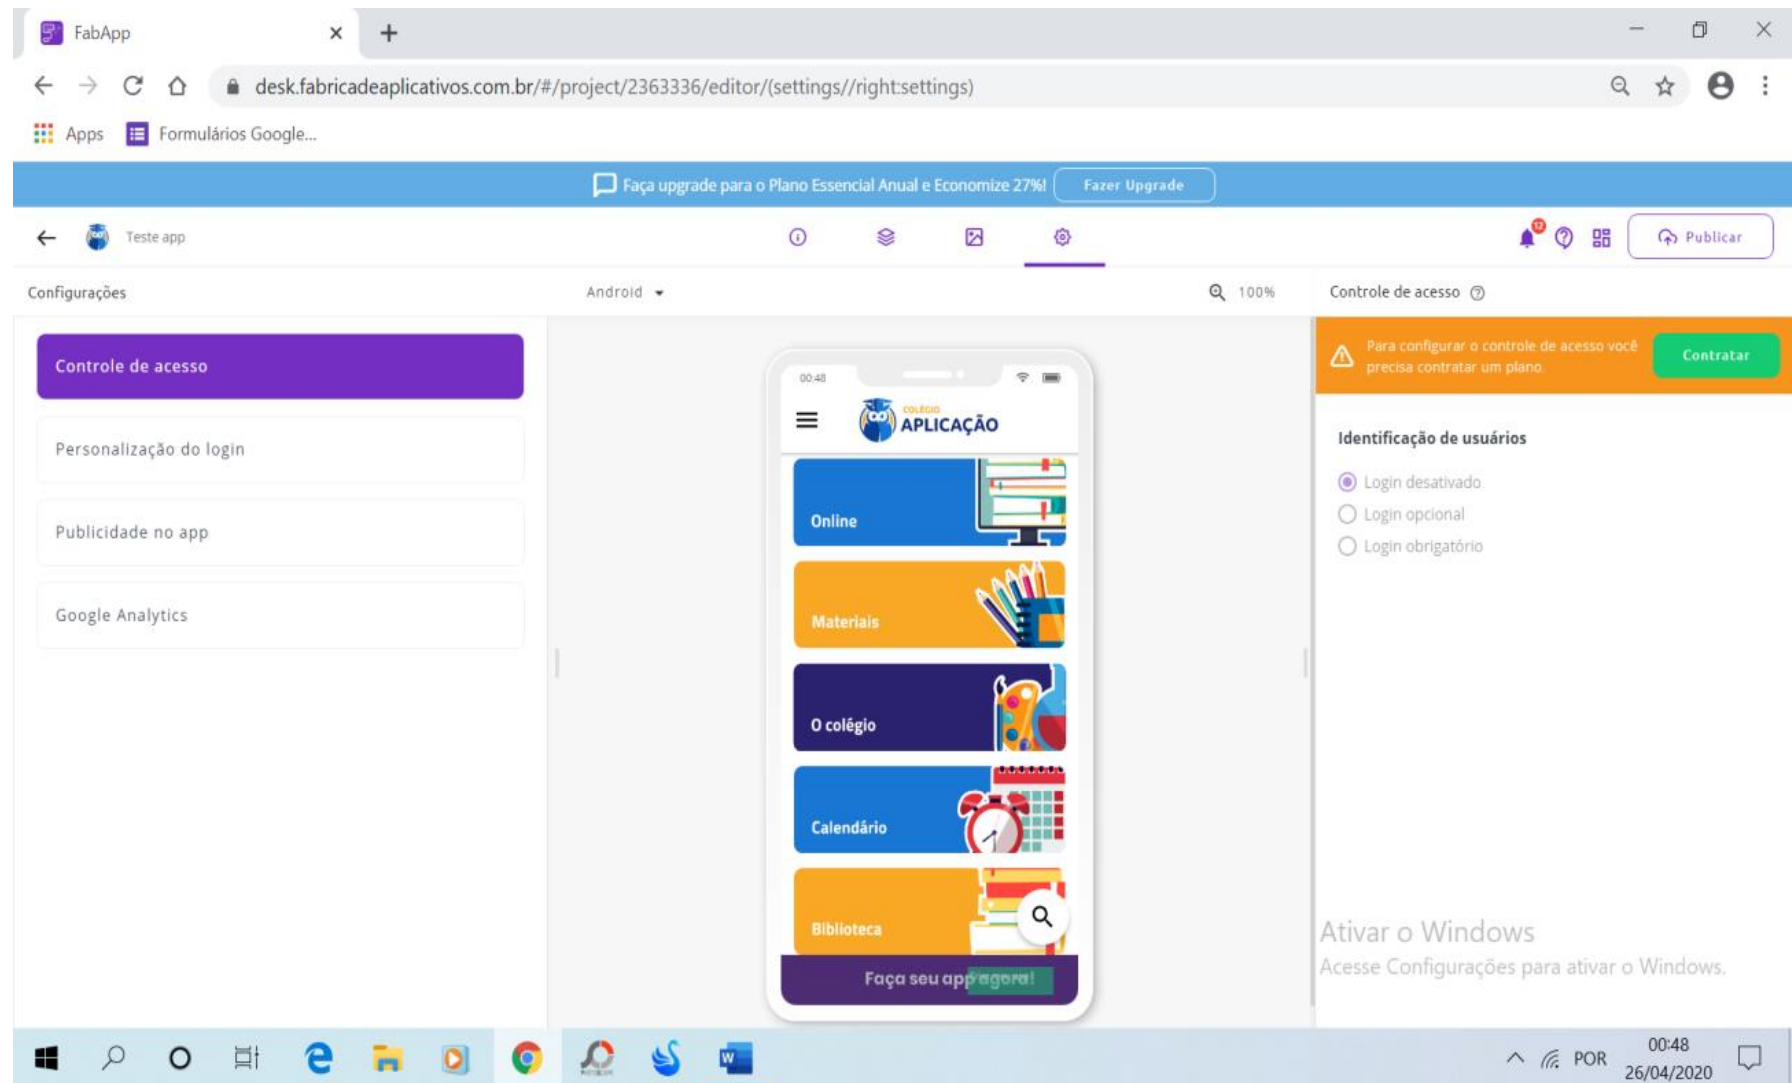 FabApp
desk.fabricadeaplicativos.com.br/#/project/2363336/editor/(settings//right:settings)
Apps
Formulários Google...
Faça upgrade para o Plano Essencial Anual e Economize 27%!
Fazer Upgrade
Teste app
12
Publicar
Configurações
Android
100%
Controle de acesso
Controle de acesso
Personalização do login
Publicidade no app
Google Analytics
00:48
COLÉGIO
APLICAÇÃO
Online
Materiais
O colégio
Calendário
Biblioteca
Faça seu app agora!
Para configurar o controle de acesso você
precisa contratar um plano.
Contratar
Identificação de usuários
Login desativado
Login opcional
Login obrigatório
Ativar o Windows
Acesse Configurações para ativar o Windows.
POR
00:48
26/04/2020